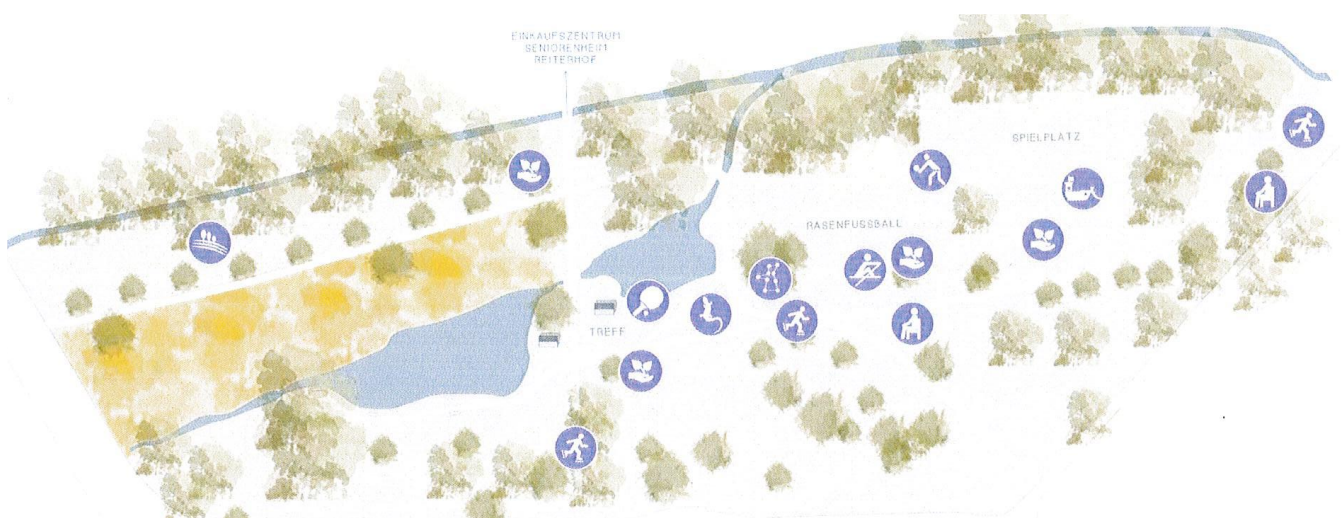 EINKAUFSZENTRUM
SENIORENHEIM
REITERHOF
SPIELPLATZ
RASENFUSSBALL
TREFF